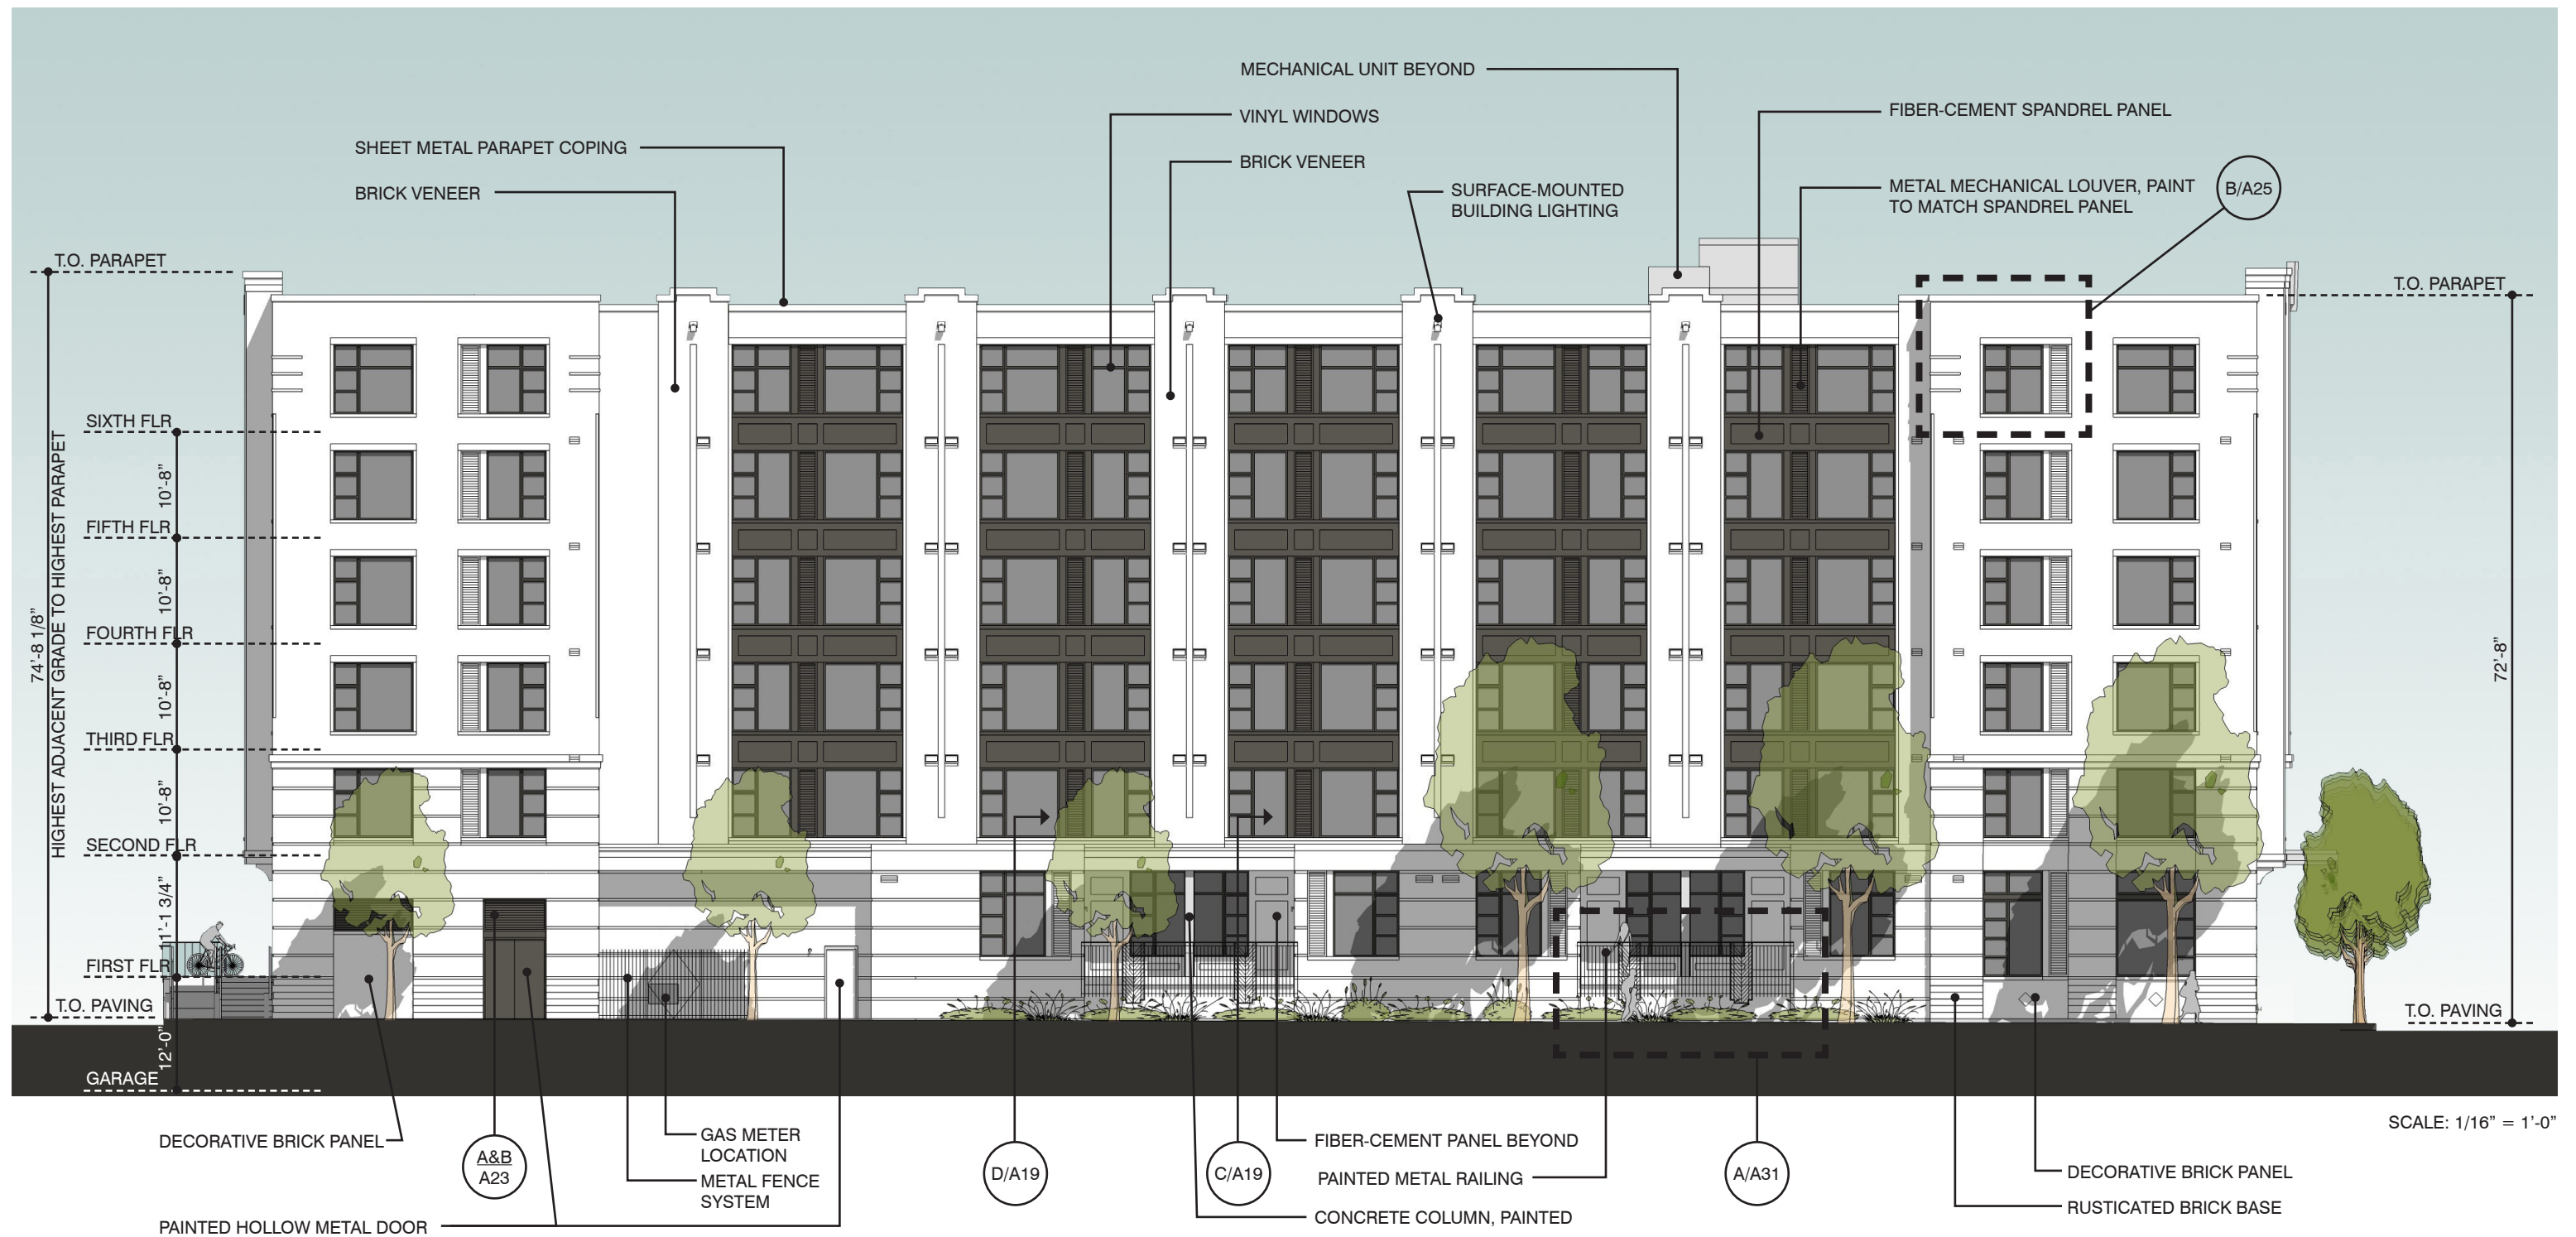 MECHANICAL UNIT BEYOND
VINYL WINDOWS
FIBER-CEMENT SPANDREL PANEL
SHEET METAL PARAPET COPING
BRICK VENEER
BRICK VENEER
SURFACE-MOUNTED
BUILDING LIGHTING
METAL MECHANICAL LOUVER, PAINT
TO MATCH SPANDREL PANEL
B/A25
T.O. PARAPET
T.O. PARAPET
SIXTH FLR
10'-8"
FIFTH FLR
10'-8"
FOURTH FLR
10'-8"
THIRD FLR
10'-8"
SECOND FLR
11'-1 3/4"
FIRST FLR
T.O. PAVING
12'-0"
GARAGE
74'-8 1/8"
HIGHEST ADJACENT GRADE TO HIGHEST PARAPET
72'-8"
T.O. PAVING
SCALE: 1/16" = 1'-0"
DECORATIVE BRICK PANEL
A&B
A23
GAS METER
LOCATION
METAL FENCE
SYSTEM
PAINTED HOLLOW METAL DOOR
D/A19
C/A19
FIBER-CEMENT PANEL BEYOND
PAINTED METAL RAILING
CONCRETE COLUMN, PAINTED
A/A31
DECORATIVE BRICK PANEL
RUSTICATED BRICK BASE